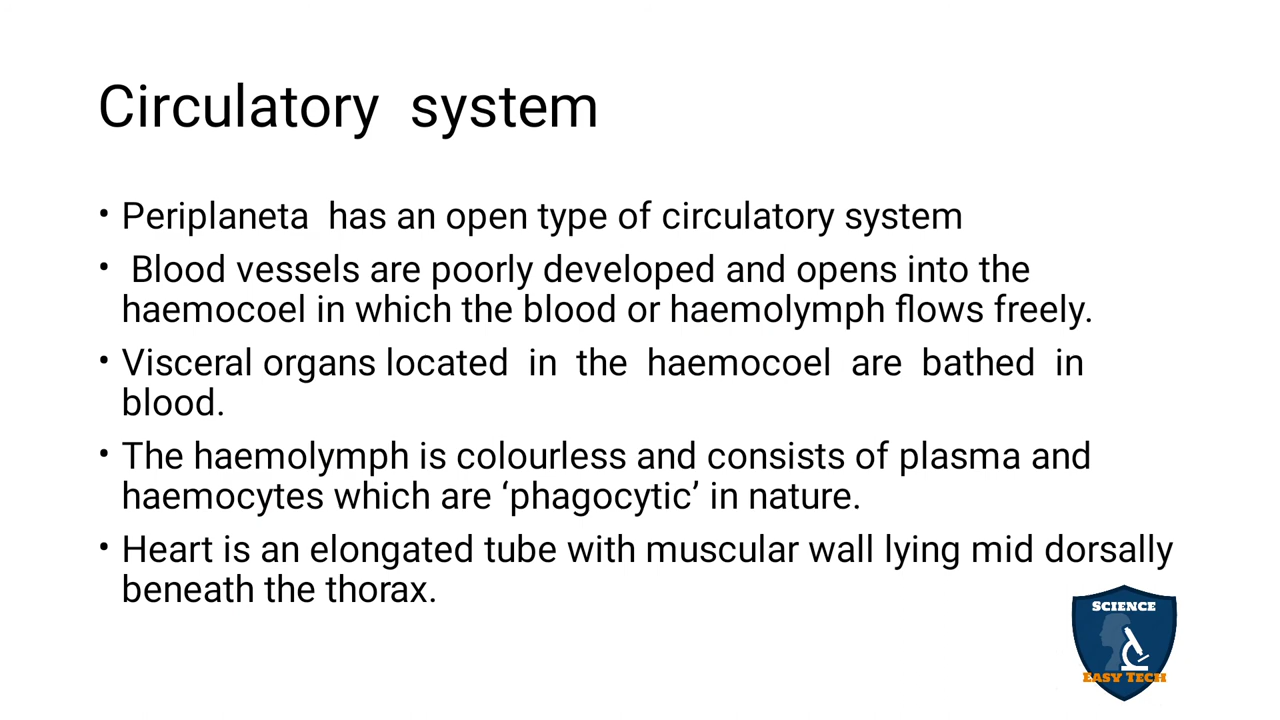 Circulatory system
• Periplaneta has an open type of circulatory system
• Blood vessels are poorly developed and opens into the
haemocoel in which the blood or haemolymph flows freely.
• Visceral organs located in the haemocoel are bathed in
blood.
• The haemolymph is colourless and consists of plasma and
haemocytes which are ‘phagocytic’ in nature.
• Heart is an elongated tube with muscular wall lying mid dorsally
beneath the thorax.
SCIENCE
EASY TECH